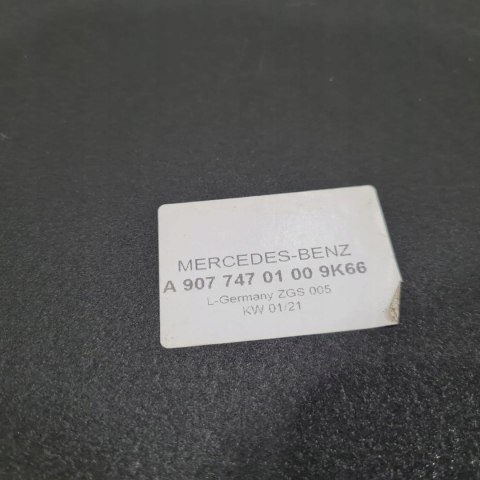 MERCEDES-BENZ
A 907 747 01 00 9K66
L-Germany ZGS 005
KW 01/21